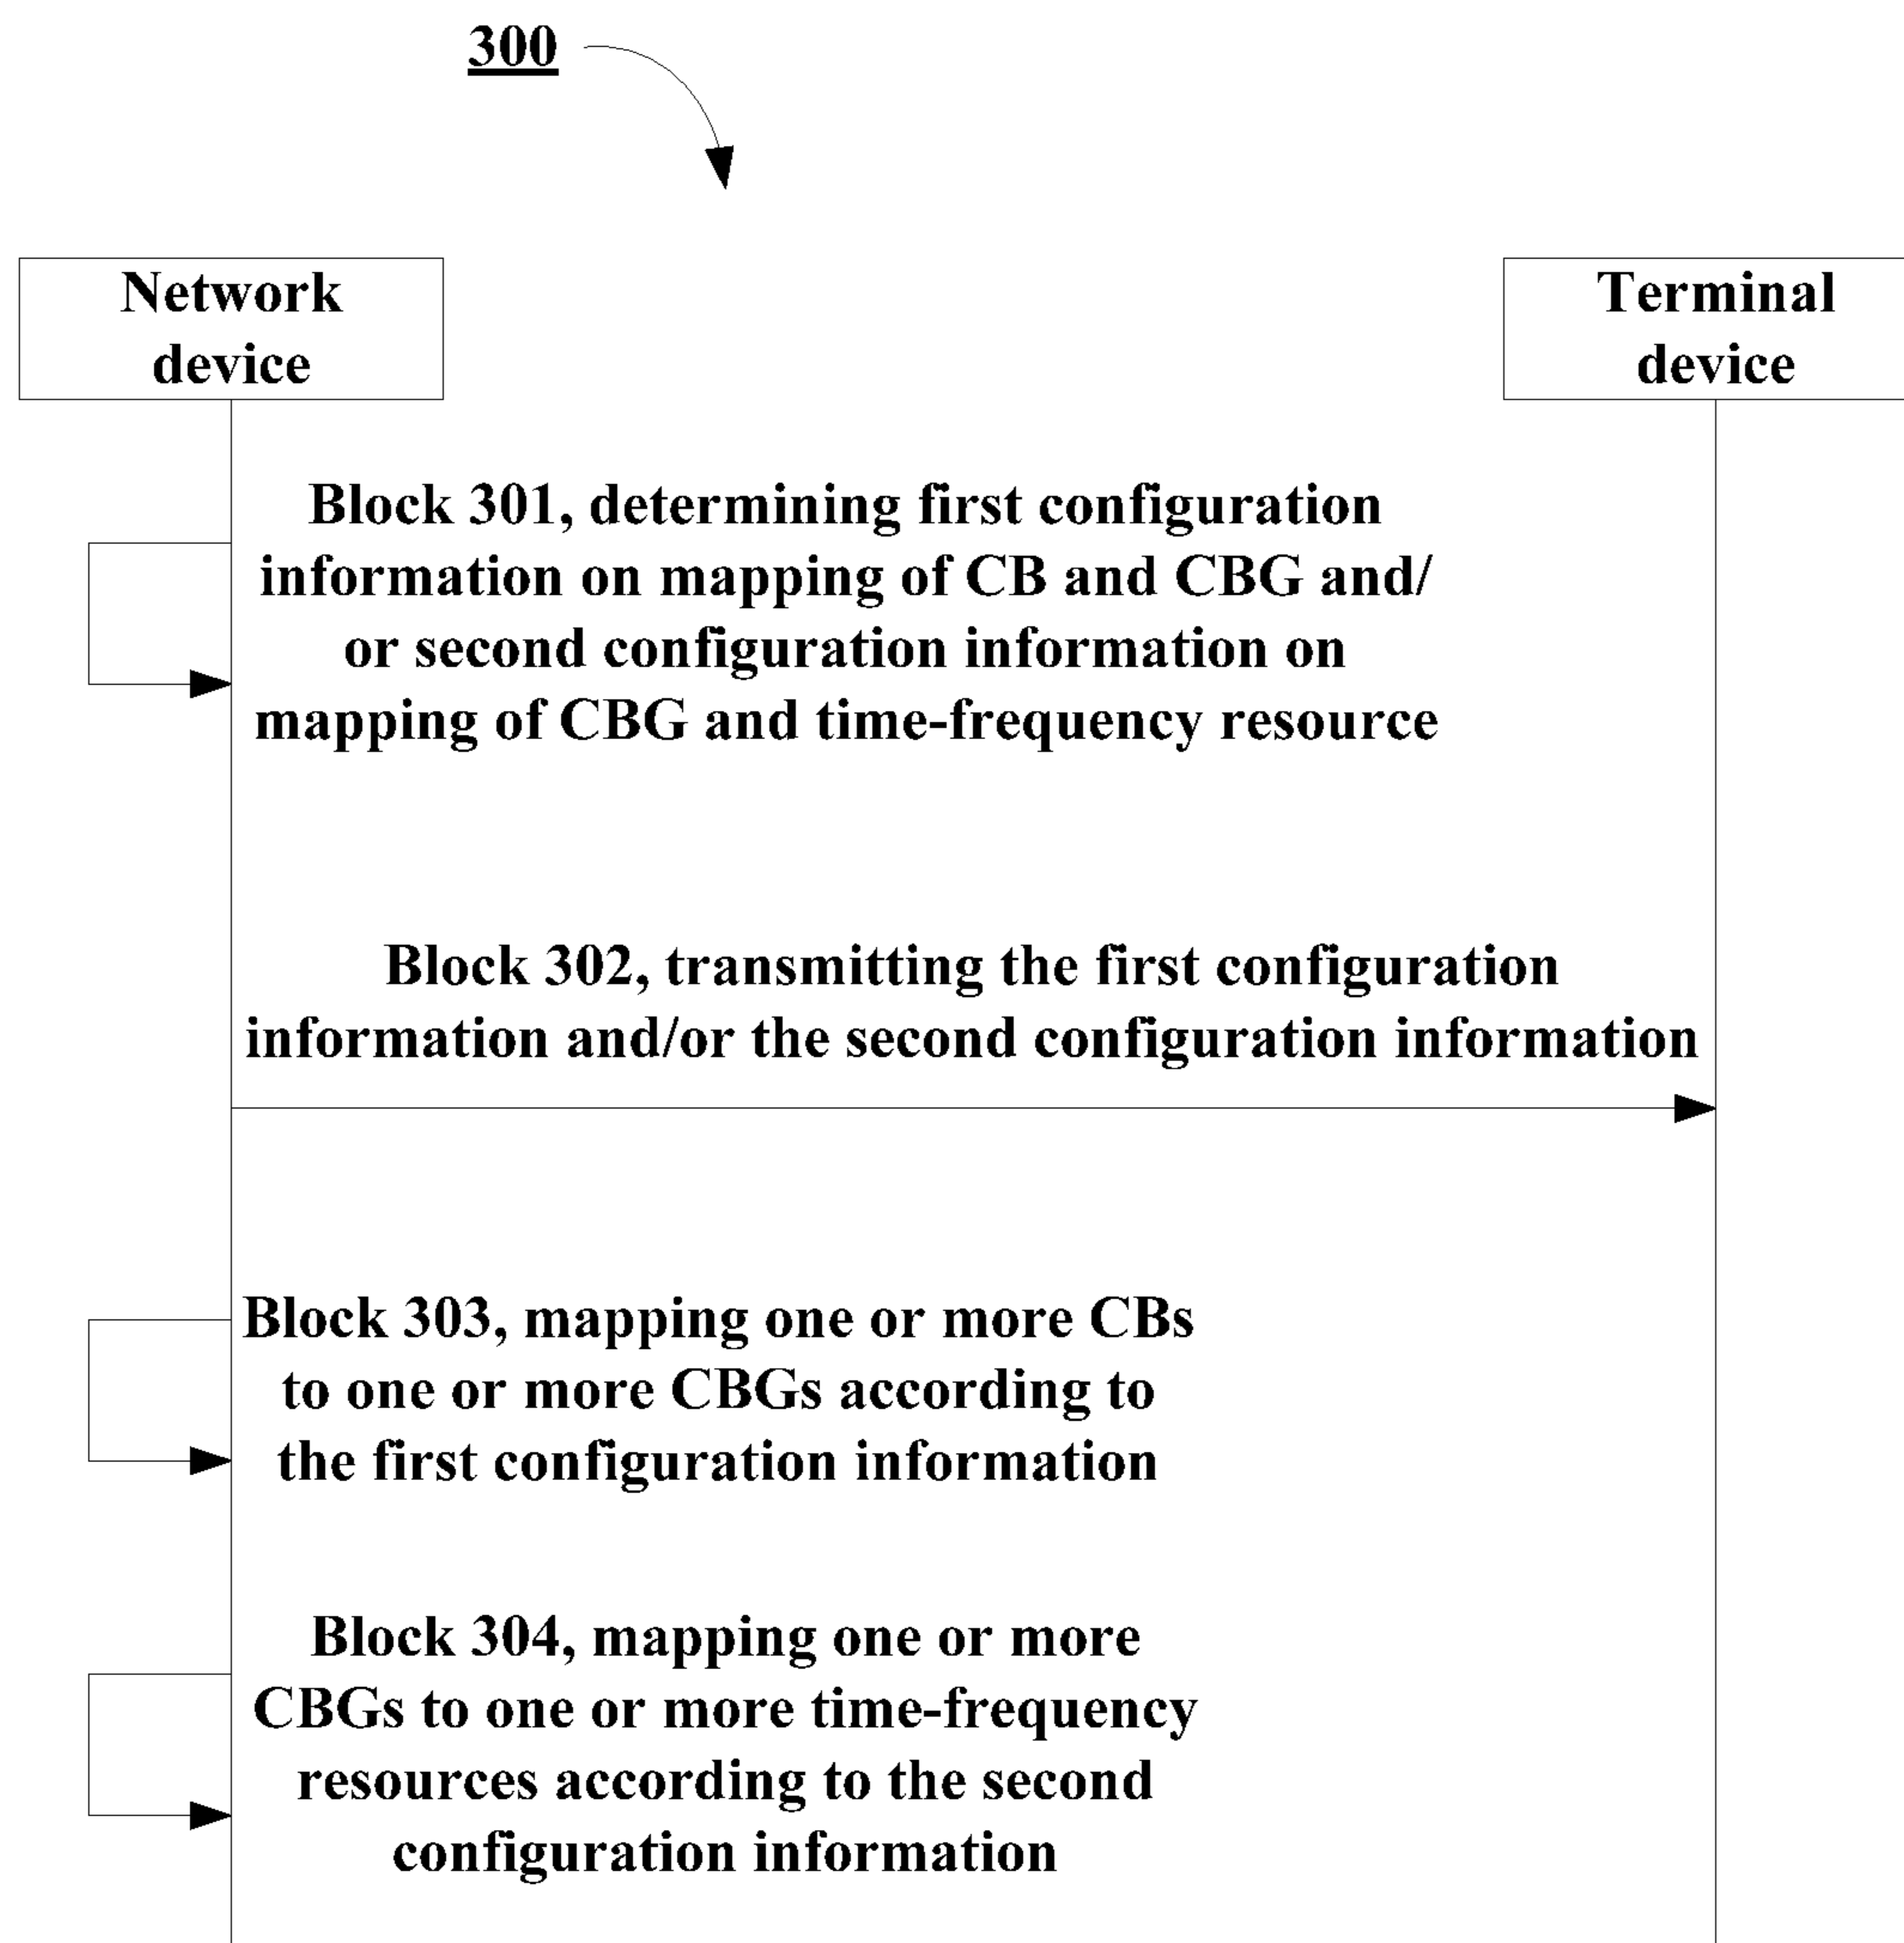 300
Network
device
Terminal
device
Block 301, determining first configuration
information on mapping of CB and CBG and/
or second configuration information on
mapping of CBG and time-frequency resource
Block 302, transmitting the first configuration
information and/or the second configuration information
Block 303, mapping one or more CBs
to one or more CBGs according to
the first configuration information
Block 304, mapping one or more
CBGs to one or more time-frequency
resources according to the second
configuration information